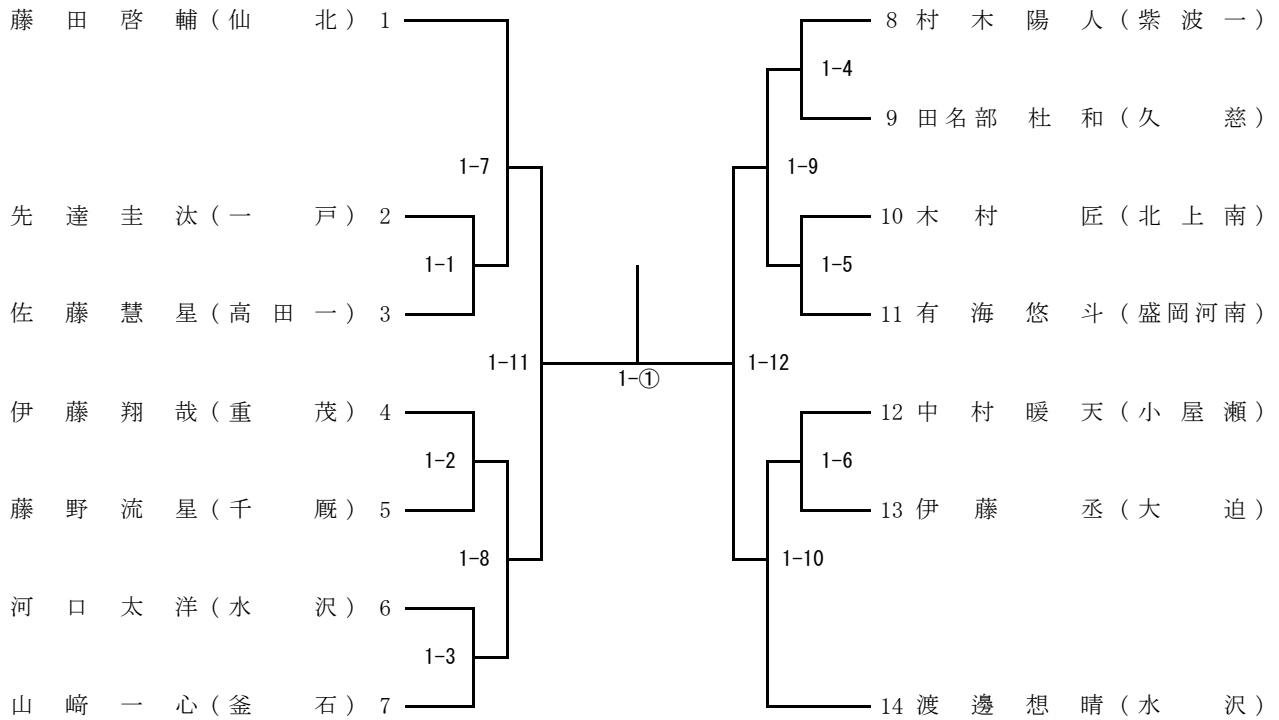 藤田啓輔(仙北) 1
1-7
先達圭汰(一戸) 2
1-1
佐藤慧星(高田一) 3
1-11
伊藤翔哉(重茂) 4
1-2
藤野流星(千厩) 5
1-8
河口太洋(水沢) 6
1-3
山﨑一心(釜石) 7
1-①
8 村木陽人(紫波一)
1-4
9 田名部杜和(久慈)
1-9
10 木村匠(北上南)
1-5
11 有海悠斗(盛岡河南)
1-12
12 中村暖天(小屋瀬)
1-6
13 伊藤丞(大迫)
1-10
14 渡邊想晴(水沢)